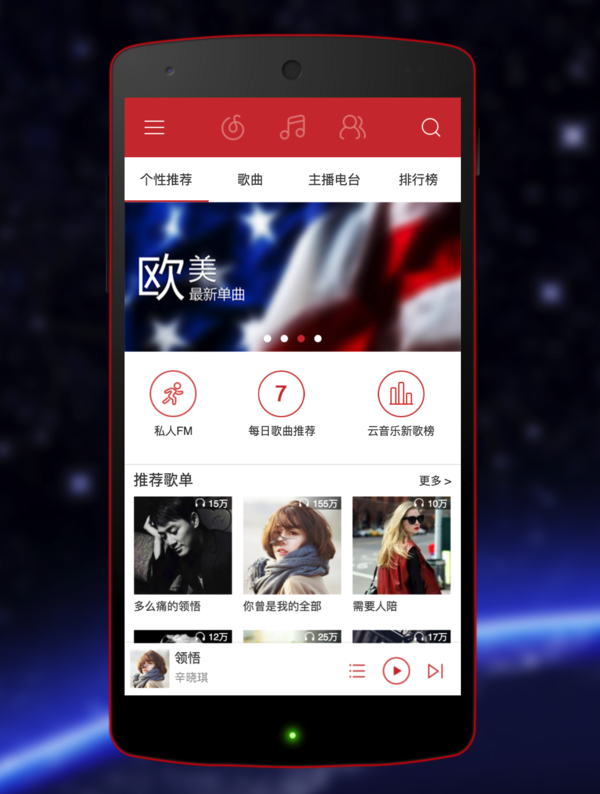 个性推荐 歌曲 主播电台 排行榜
欧美
最新单曲
7
私人FM 每日歌曲推荐 云音乐新歌榜
推荐歌单 更多 >
15万 155万 10万
多么痛的领悟 你曾是我的全部 需要人陪
12万 25万 17万
领悟
辛晓琪